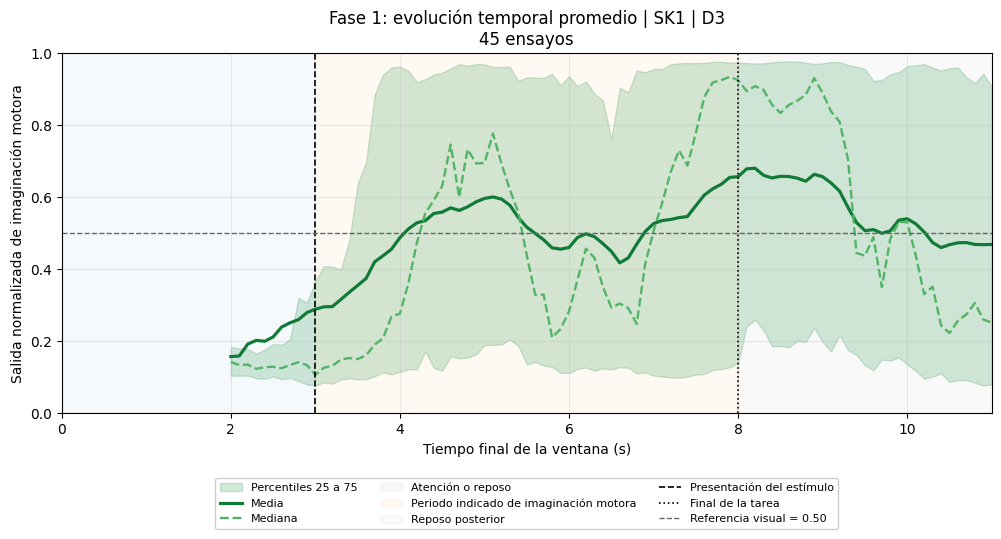 Fase 1: evolución temporal promedio | SK1 | D3
45 ensayos
Salida normalizada de imaginación motora
1.0
0.8
0.6
0.4
0.2
0.0
0 2 4 6 8 10
Tiempo final de la ventana (s)
Percentiles 25 a 75
Media
Mediana
Atención o reposo
Periodo indicado de imaginación motora
Reposo posterior
Presentación del estímulo
Final de la tarea
Referencia visual = 0.50